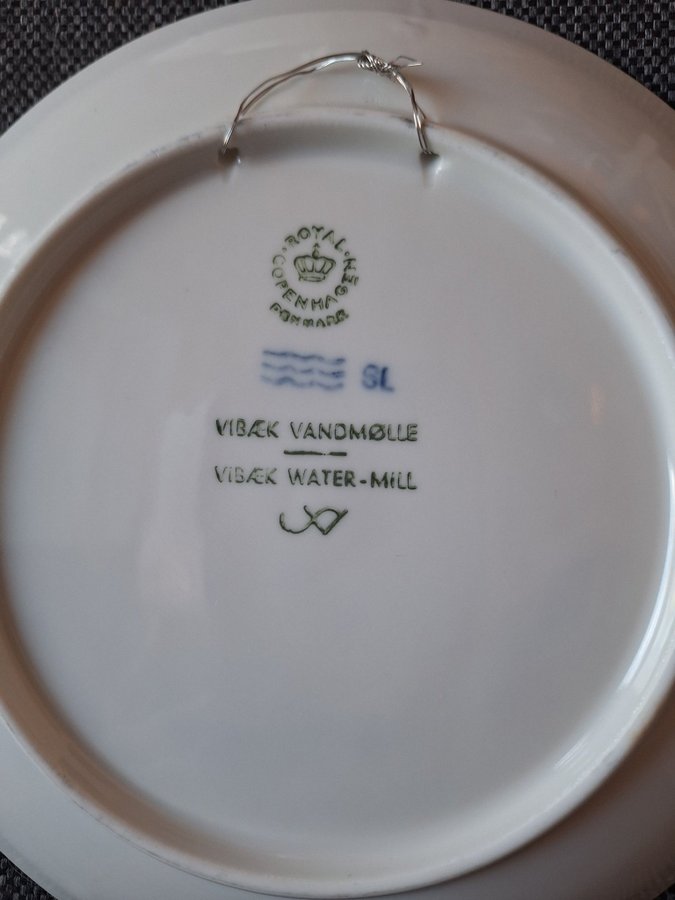 ROYAL COPENHAGEN
DENMARK
SL
VIBÆK VANDMØLLE
VIBÆK WATER-MILL